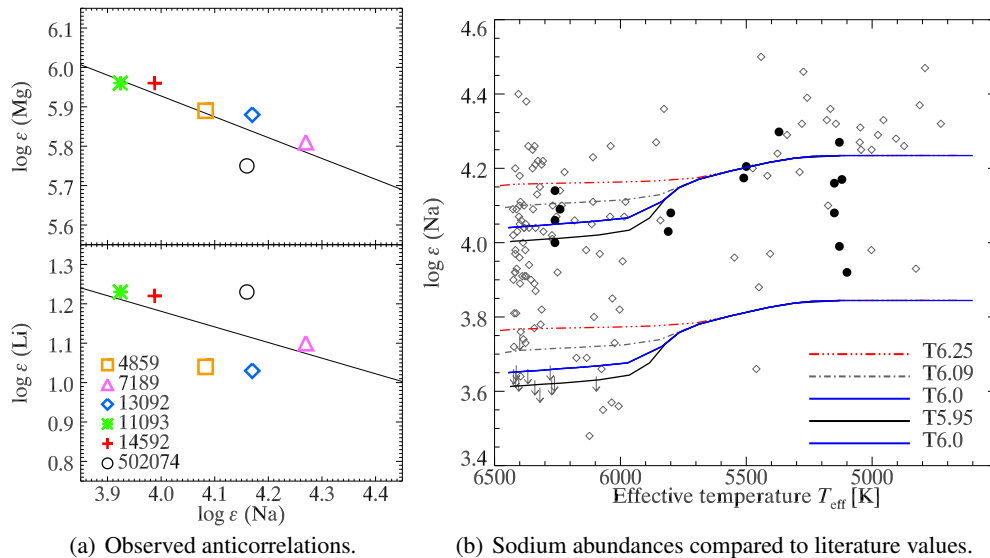 6.1
6.0
5.9
5.8
5.7
5.6
log ε (Mg)
1.3
1.2
1.1
1.0
0.9
0.8
log ε (Li)
4859
7189
13092
11093
14592
502074
3.9 4.0 4.1 4.2 4.3 4.4
log ε (Na)
(a) Observed anticorrelations.
4.6
4.4
4.2
4.0
3.8
3.6
3.4
log ε (Na)
T6.25
T6.09
T6.0
T5.95
T6.0
6500 6000 5500 5000
Effective temperature Teff [K]
(b) Sodium abundances compared to literature values.